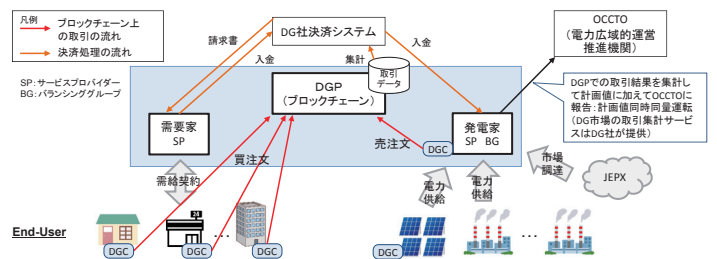 凡例
ブロックチェーン上
の取引の流れ
決済処理の流れ
SP:サービスプロバイダー
BG:バランシンググループ
DG社決済システム
請求書
入金
集計
入金
取引
データ
DGP
(ブロックチェーン)
OCCTO
(電力広域的運営
推進機関)
DGPでの取引結果を集計し
て計画値に加えてOCCTOに
報告:計画値同時同量運転
(DG市場の取引集計サービ
スはDG社が提供)
需要家
SP
発電家
SP BG
DGC
買注文
売注文
需給契約
電力
供給
電力
供給
市場
調達
JEPX
End-User
24
DGC
DGC
...
DGC
DGC
...